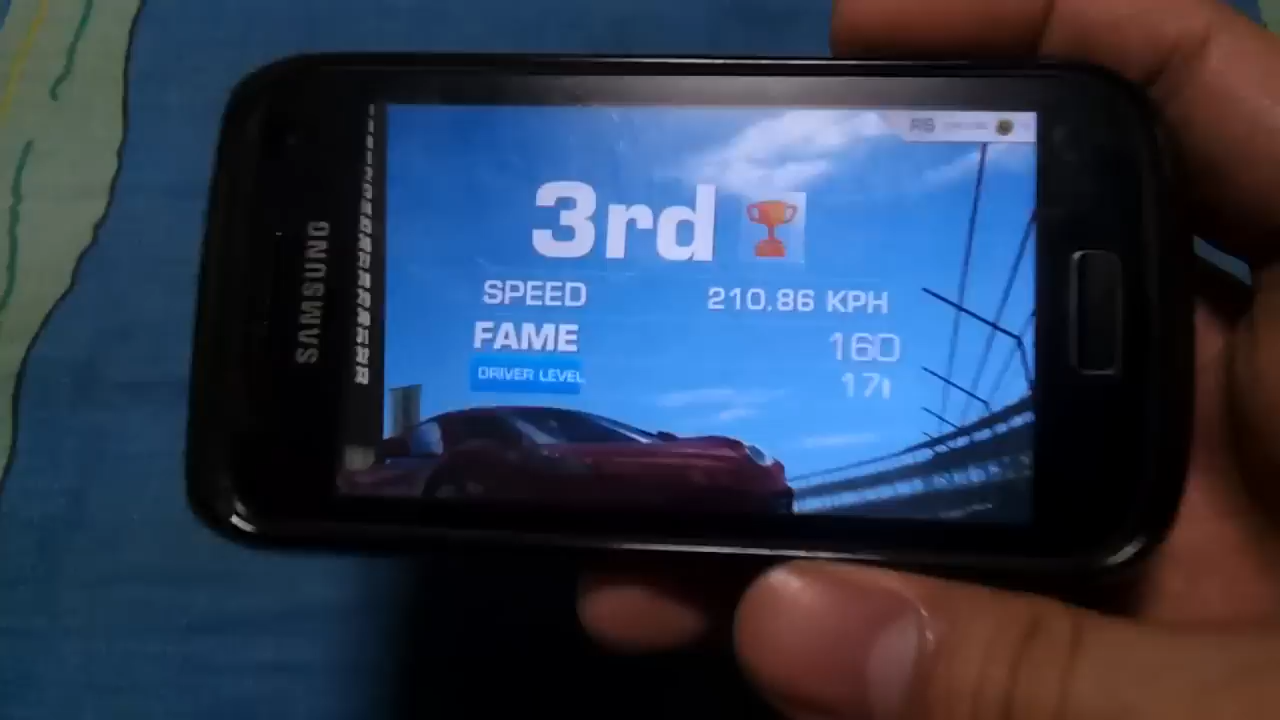 SAMSUNG
3rd
SPEED 210.86 KPH
FAME 160
DRIVER LEVEL